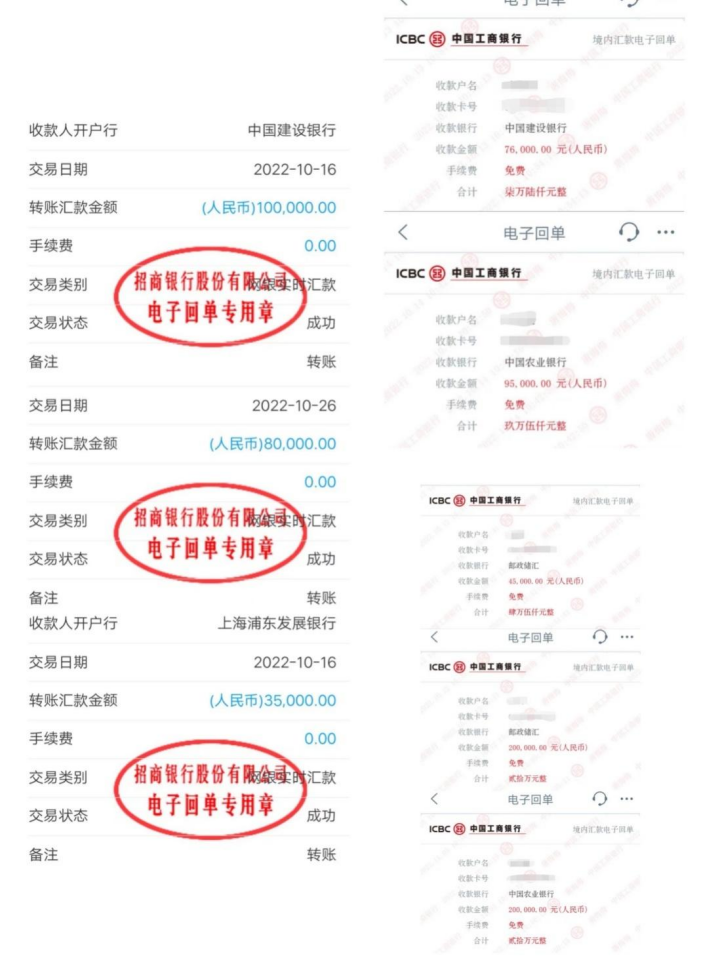 收款人开户行 中国建设银行
交易日期 2022-10-16
转账汇款金额 (人民币)100,000.00
手续费 0.00
交易类别 网银实时汇款
招商银行股份有限公司
电子回单专用章
交易状态 成功
备注 转账
交易日期 2022-10-26
转账汇款金额 (人民币)80,000.00
手续费 0.00
交易类别 网银实时汇款
招商银行股份有限公司
电子回单专用章
交易状态 成功
备注 转账
收款人开户行 上海浦东发展银行
交易日期 2022-10-16
转账汇款金额 (人民币)35,000.00
手续费 0.00
交易类别 网银实时汇款
招商银行股份有限公司
电子回单专用章
交易状态 成功
备注 转账
电子回单
ICBC 中国工商银行 境内汇款电子回单
收款户名
收款卡号
收款银行 中国建设银行
收款金额 76,000.00 元(人民币)
手续费 免费
合计 柒万陆仟元整
电子回单
ICBC 中国工商银行 境内汇款电子回单
收款户名
收款卡号
收款银行 中国农业银行
收款金额 95,000.00 元(人民币)
手续费 免费
合计 玖万伍仟元整
ICBC 中国工商银行 境内汇款电子回单
收款户名
收款卡号
收款银行 邮政储汇
收款金额 45,000.00 元(人民币)
手续费 免费
合计 肆万伍仟元整
电子回单
ICBC 中国工商银行 境内汇款电子回单
收款户名
收款卡号
收款银行 邮政储汇
收款金额 200,000.00 元(人民币)
手续费 免费
合计 贰拾万元整
电子回单
ICBC 中国工商银行 境内汇款电子回单
收款户名
收款卡号
收款银行 中国农业银行
收款金额 200,000.00 元(人民币)
手续费 免费
合计 贰拾万元整